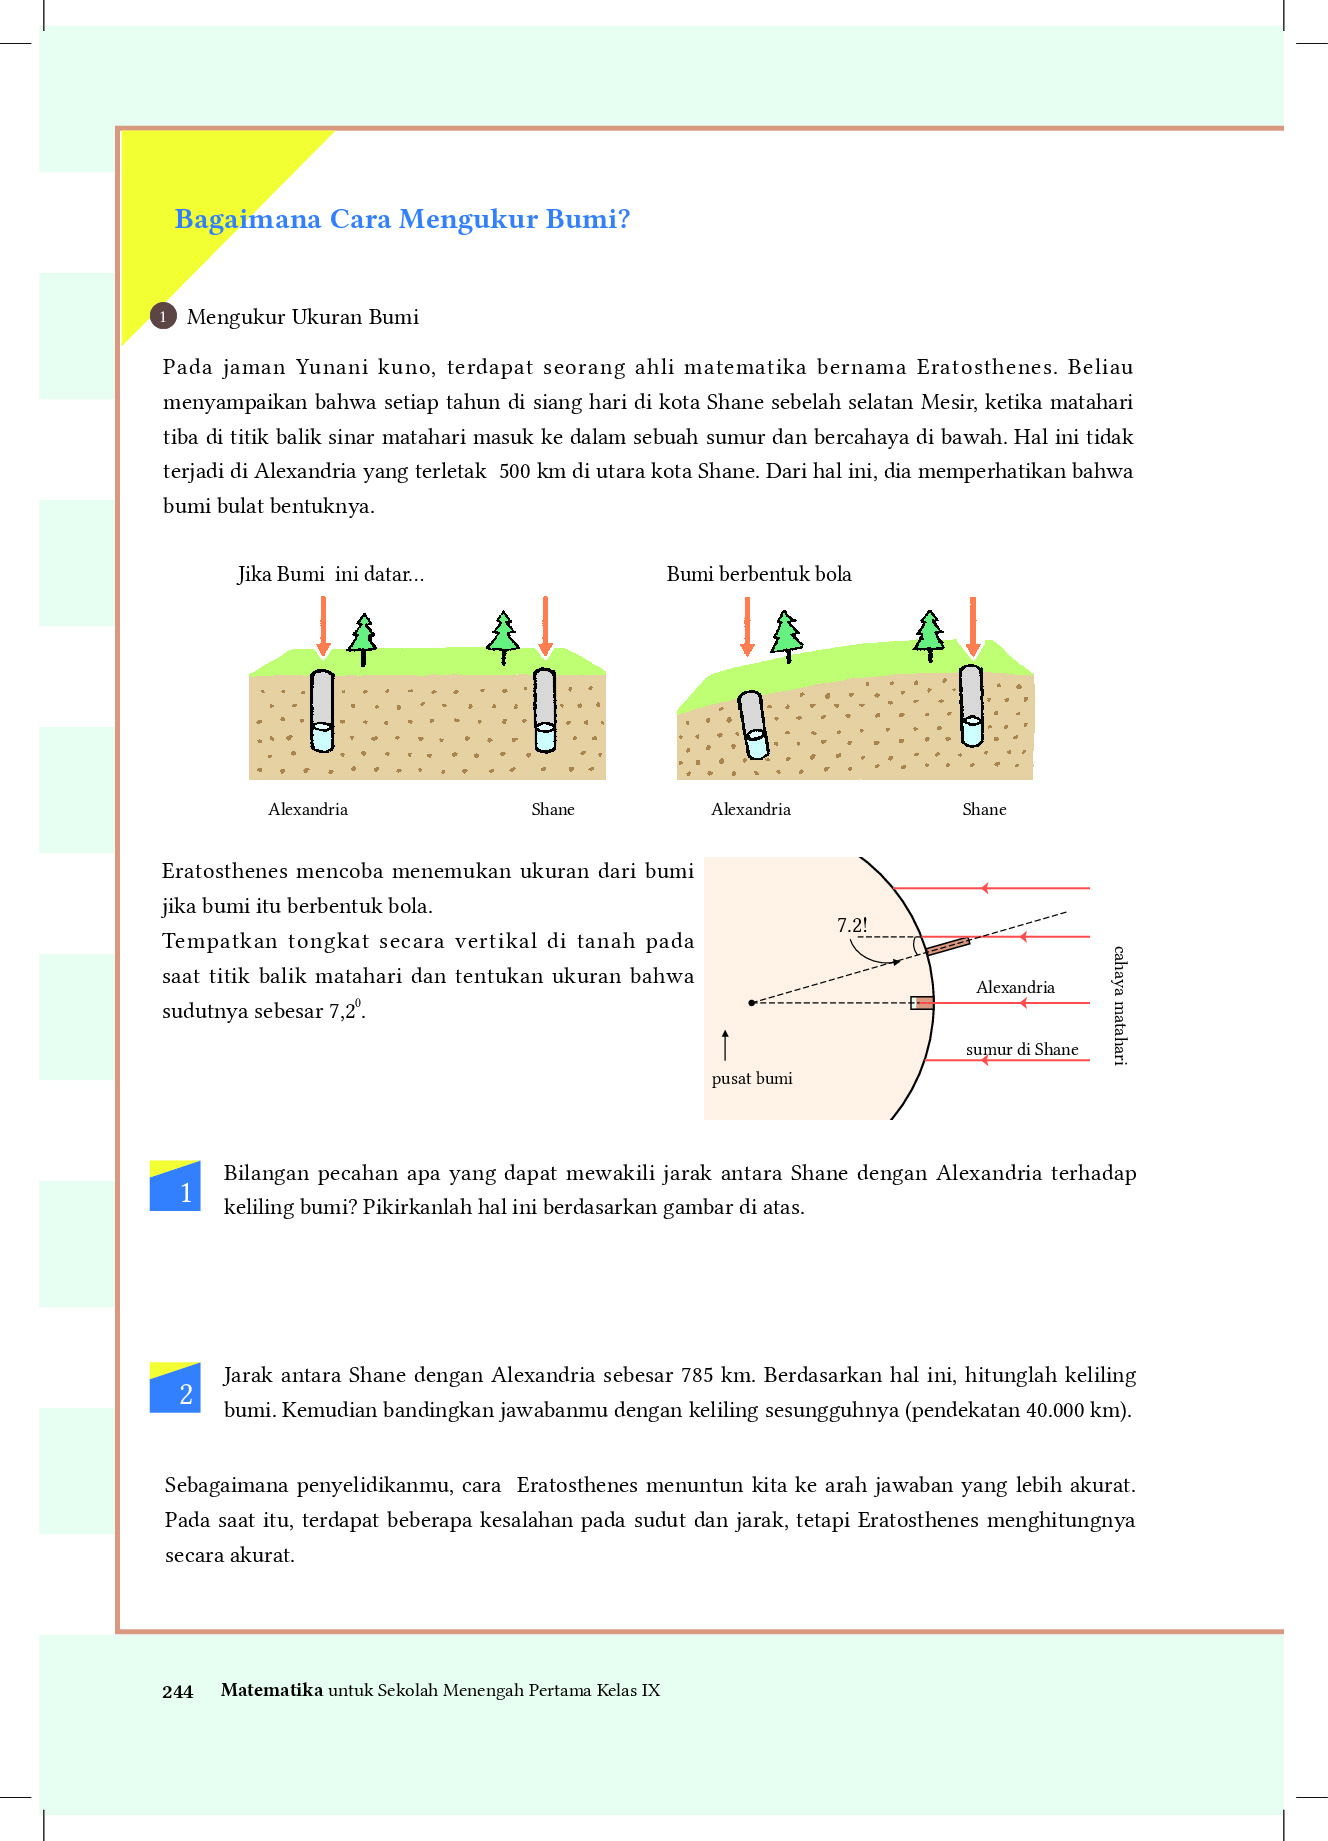 Bagaimana Cara Mengukur Bumi?
1 Mengukur Ukuran Bumi
Pada jaman Yunani kuno, terdapat seorang ahli matematika bernama Eratosthenes. Beliau
menyampaikan bahwa setiap tahun di siang hari di kota Shane sebelah selatan Mesir, ketika matahari
tiba di titik balik sinar matahari masuk ke dalam sebuah sumur dan bercahaya di bawah. Hal ini tidak
terjadi di Alexandria yang terletak 500 km di utara kota Shane. Dari hal ini, dia memperhatikan bahwa
bumi bulat bentuknya.
Jika Bumi ini datar...
Bumi berbentuk bola
Alexandria
Shane
Alexandria
Shane
Eratosthenes mencoba menemukan ukuran dari bumi
jika bumi itu berbentuk bola.
Tempatkan tongkat secara vertikal di tanah pada
saat titik balik matahari dan tentukan ukuran bahwa
sudutnya sebesar 7,2⁰.
7.2!
Alexandria
sumur di Shane
cahaya matahari
pusat bumi
1
Bilangan pecahan apa yang dapat mewakili jarak antara Shane dengan Alexandria terhadap
keliling bumi? Pikirkanlah hal ini berdasarkan gambar di atas.
2
Jarak antara Shane dengan Alexandria sebesar 785 km. Berdasarkan hal ini, hitunglah keliling
bumi. Kemudian bandingkan jawabanmu dengan keliling sesungguhnya (pendekatan 40.000 km).
Sebagaimana penyelidikanmu, cara Eratosthenes menuntun kita ke arah jawaban yang lebih akurat.
Pada saat itu, terdapat beberapa kesalahan pada sudut dan jarak, tetapi Eratosthenes menghitungnya
secara akurat.
244 Matematika untuk Sekolah Menengah Pertama Kelas IX